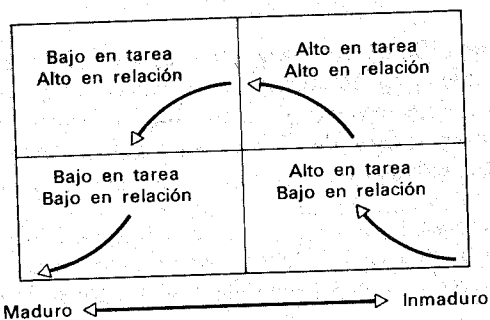 Bajo en tarea
Alto en relación
Alto en tarea
Alto en relación
Bajo en tarea
Bajo en relación
Alto en tarea
Bajo en relación
Maduro
Inmaduro